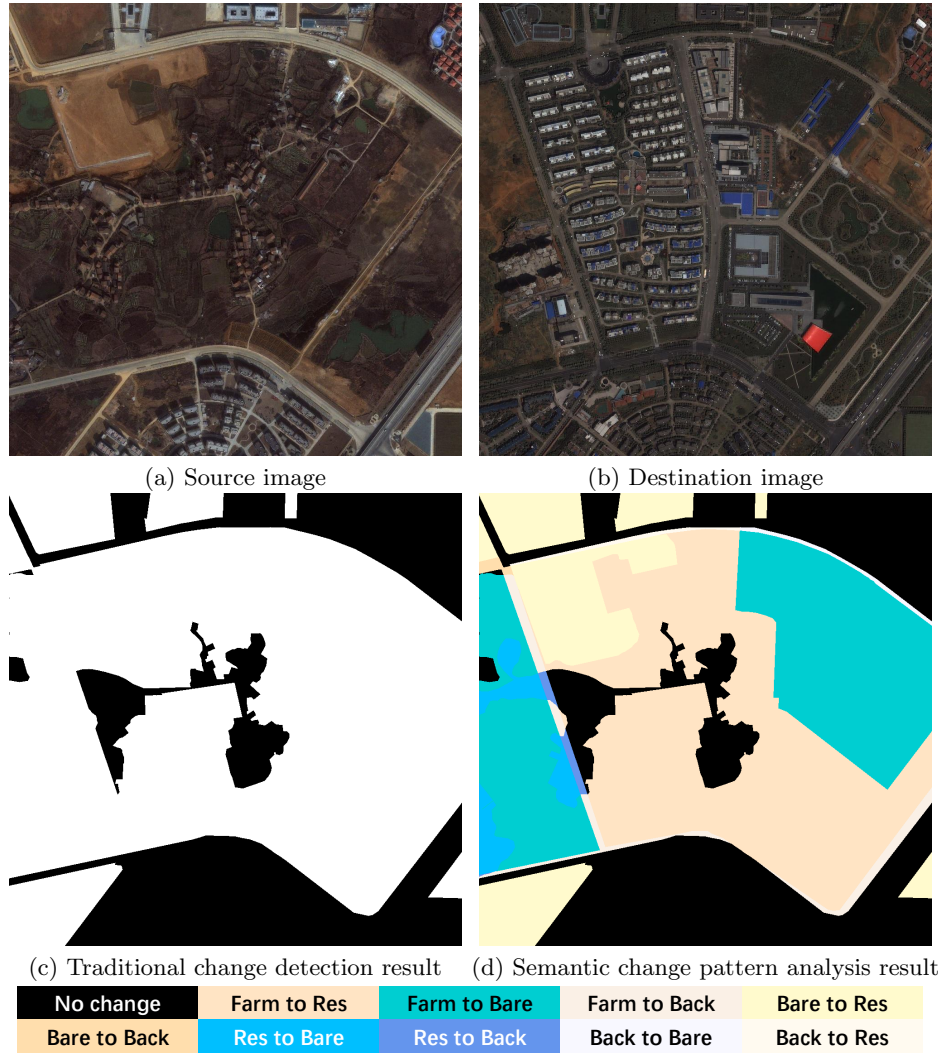 (a) Source image
(b) Destination image
(c) Traditional change detection result
(d) Semantic change pattern analysis result
No change
Farm to Res
Farm to Bare
Farm to Back
Bare to Res
Bare to Back
Res to Bare
Res to Back
Back to Bare
Back to Res